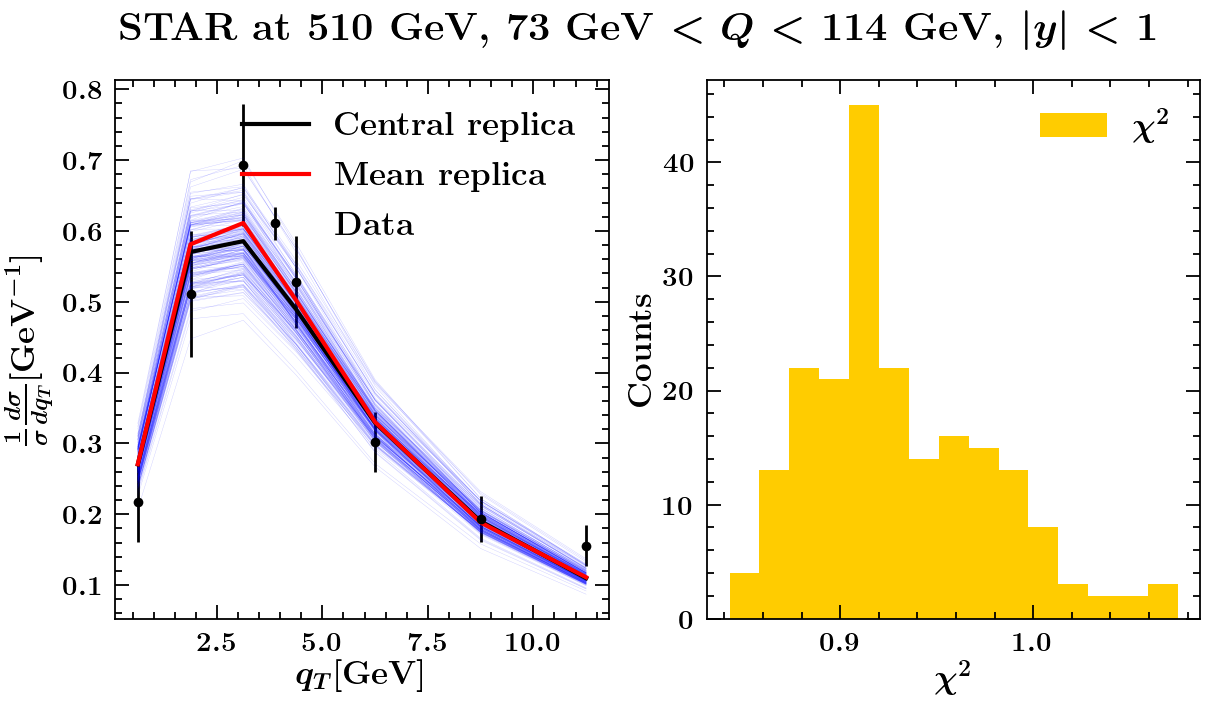 STAR at 510 GeV, 73 GeV < Q < 114 GeV, |y| < 1
0.8
0.7
0.6
0.5
0.4
0.3
0.2
0.1
1/σ dσ/dq_T [GeV⁻¹]
Central replica
Mean replica
Data
2.5 5.0 7.5 10.0
q_T[GeV]
40
30
20
10
0
Counts
χ²
0.9 1.0
χ²